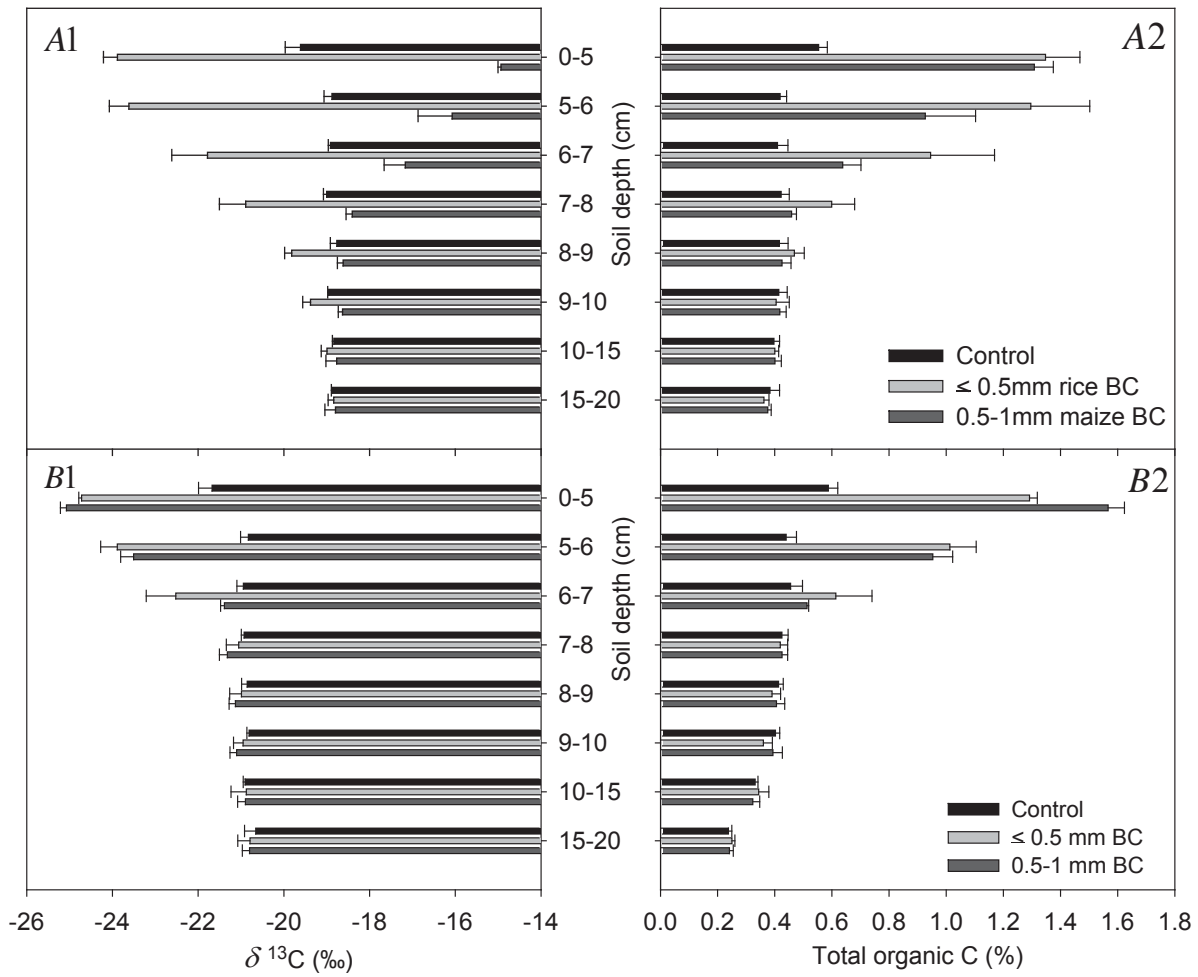 A1
A2
0-5
5-6
6-7
7-8
8-9
9-10
10-15
15-20
Soil depth (cm)
Control
≤ 0.5mm rice BC
0.5-1mm maize BC
B1
B2
0-5
5-6
6-7
7-8
8-9
9-10
10-15
15-20
Soil depth (cm)
Control
≤ 0.5 mm BC
0.5-1 mm BC
-26 -24 -22 -20 -18 -16 -14
0.0 0.2 0.4 0.6 0.8 1.0 1.2 1.4 1.6 1.8
δ ¹³C (‰)
Total organic C (%)